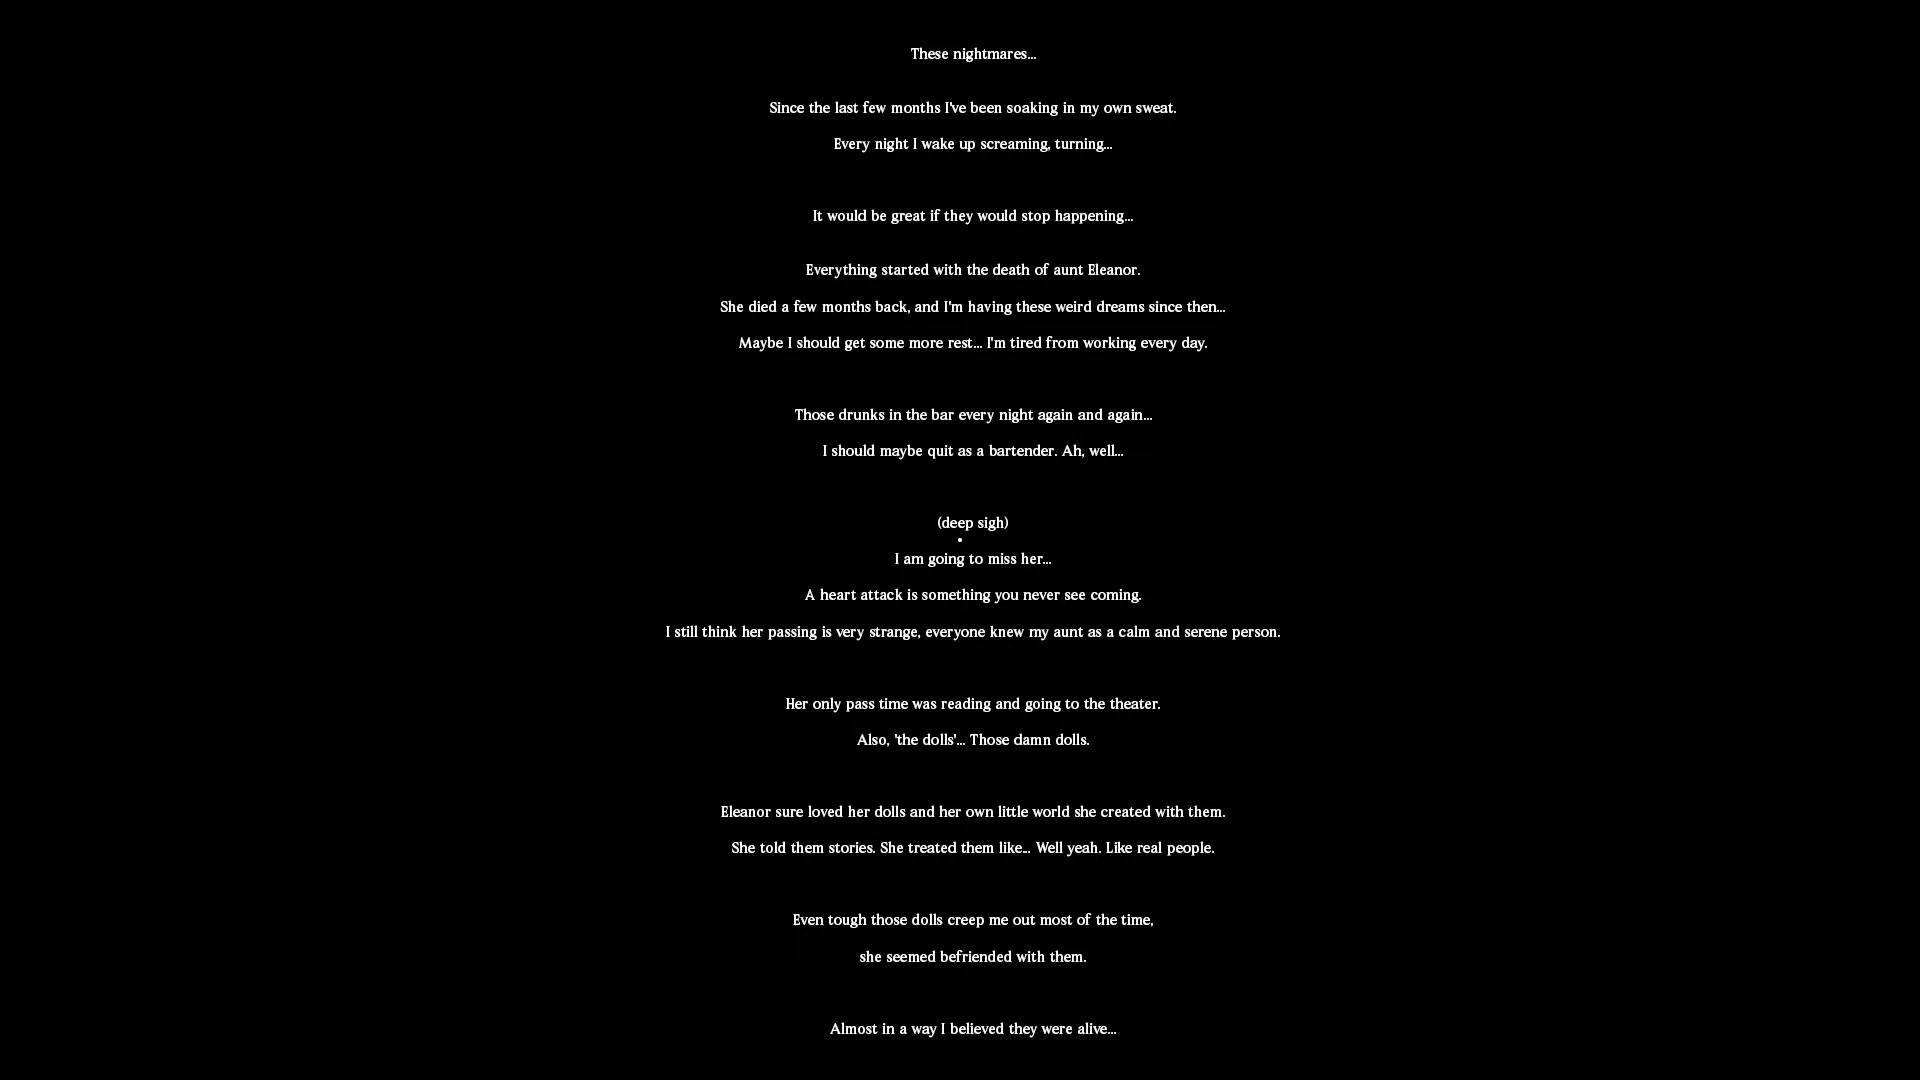 These nightmares...
Since the last few months I've been soaking in my own sweat.
Every night I wake up screaming, turning...
It would be great if they would stop happening...
Everything started with the death of aunt Eleanor.
She died a few months back, and I'm having these weird dreams since then...
Maybe I should get some more rest... I'm tired from working every day.
Those drunks in the bar every night again and again...
I should maybe quit as a bartender. Ah, well...
(deep sigh)
I am going to miss her...
A heart attack is something you never see coming.
I still think her passing is very strange, everyone knew my aunt as a calm and serene person.
Her only pass time was reading and going to the theater.
Also, 'the dolls'... Those damn dolls.
Eleanor sure loved her dolls and her own little world she created with them.
She told them stories. She treated them like... Well yeah. Like real people.
Even tough those dolls creep me out most of the time,
she seemed befriended with them.
Almost in a way I believed they were alive...